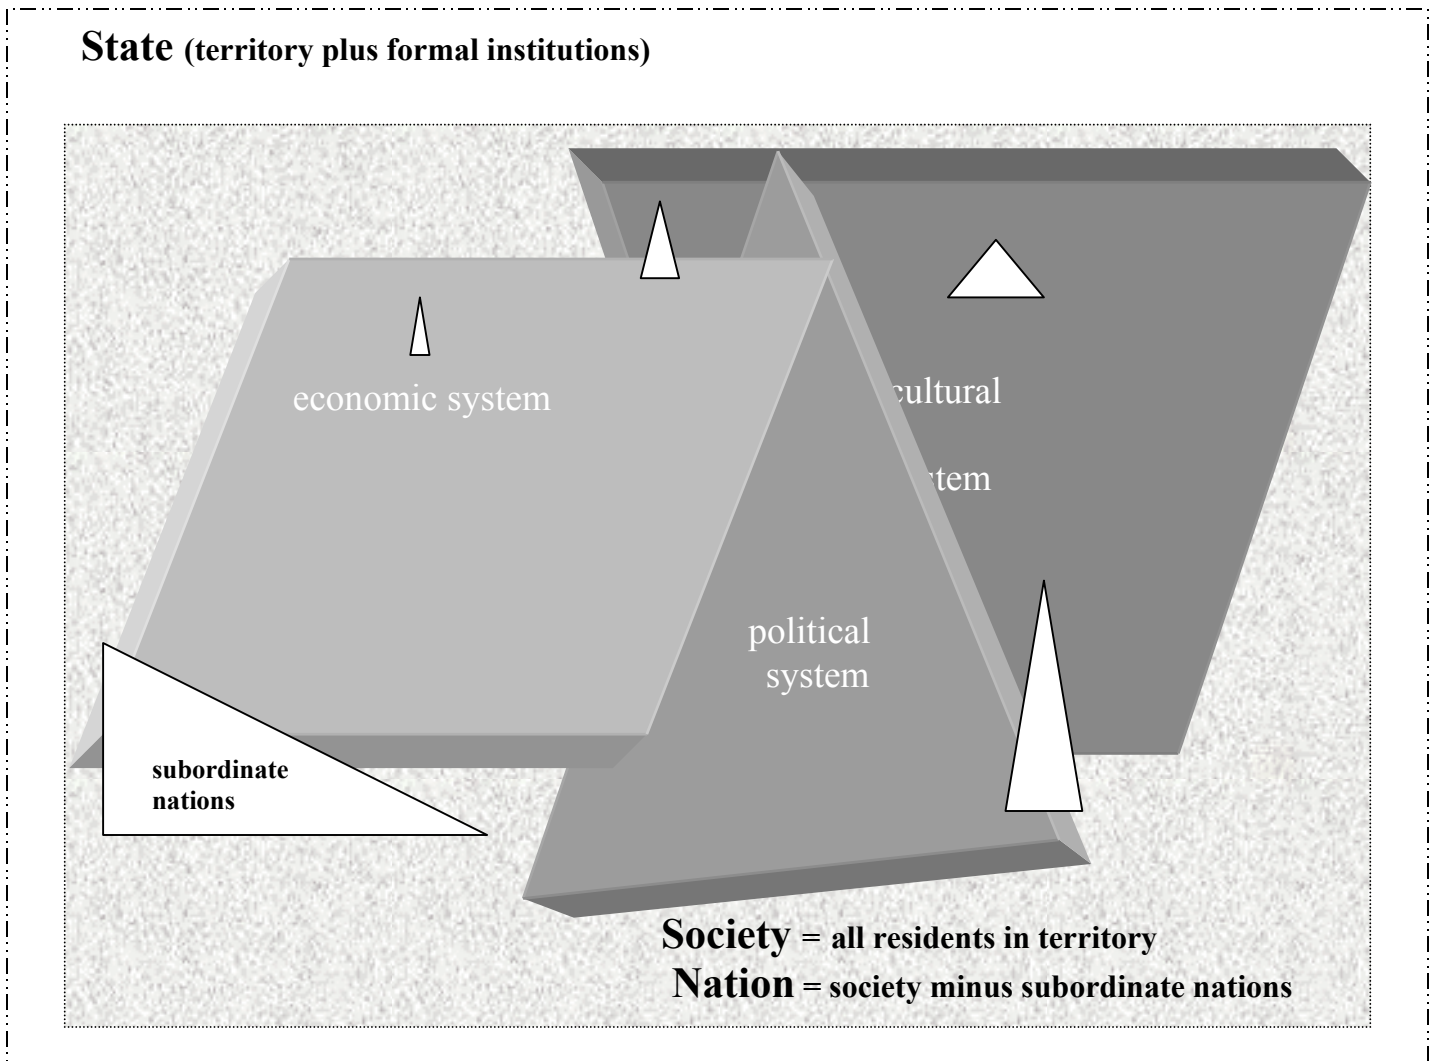 State (territory plus formal institutions)
economic system
cultural
political
system
subordinate
nations
Society = all residents in territory
Nation = society minus subordinate nations